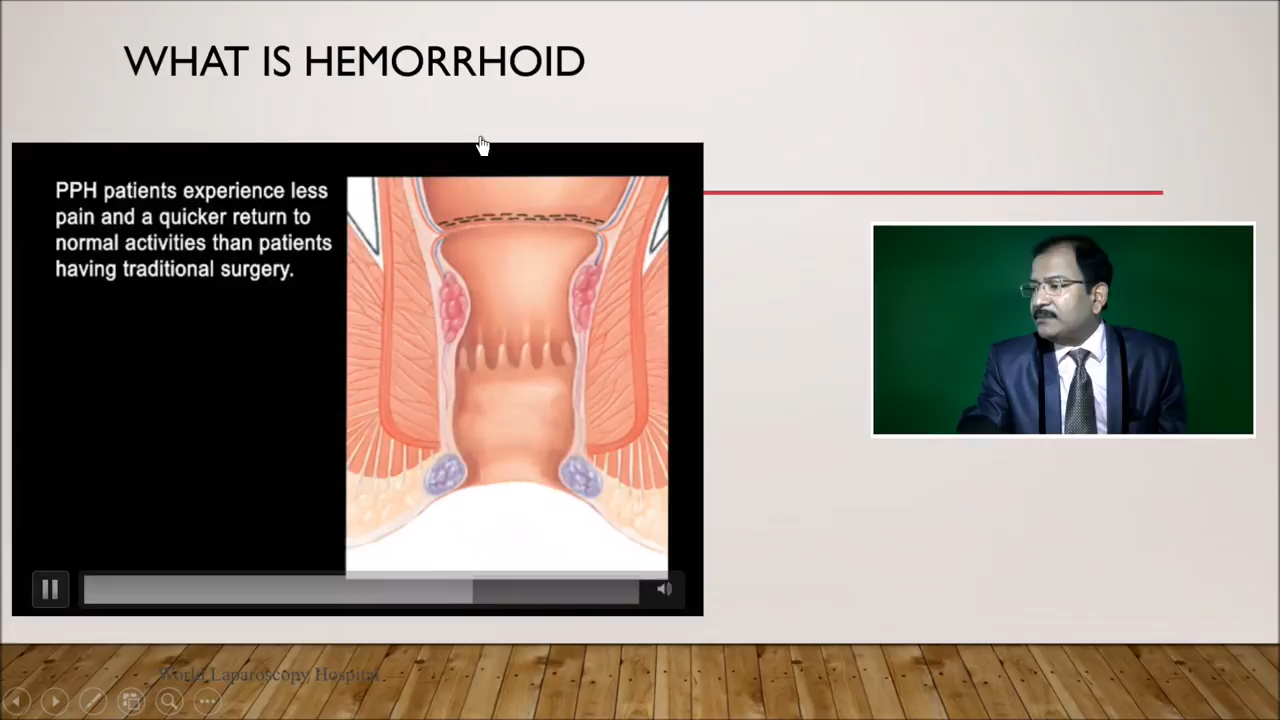 WHAT IS HEMORRHOID
PPH patients experience less
pain and a quicker return to
normal activities than patients
having traditional surgery.
World Laparoscopy Hospital